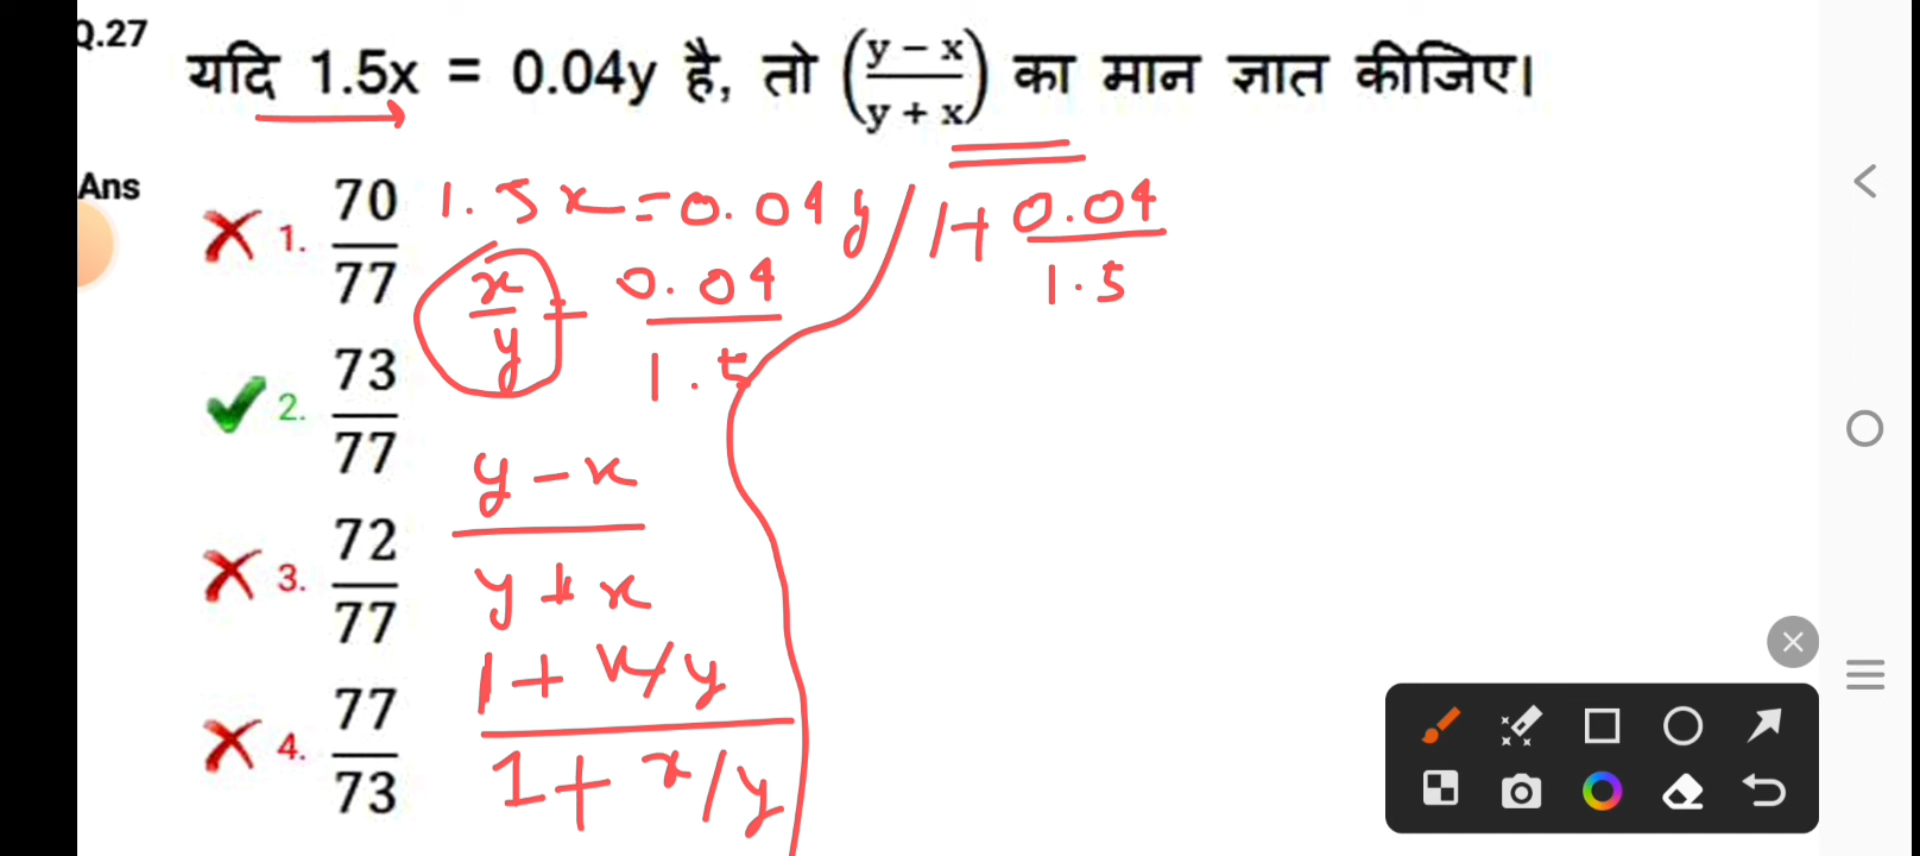 Q.27
यदि 1.5x = 0.04y है, तो (y − x / y + x) का मान ज्ञात कीजिए।
Ans
1. 70/77
2. 73/77
3. 72/77
4. 77/73
1.5x=0.04y
x/y = 0.04/1.5
y-x
y+x
1+x/y
1+x/y
1+0.04
1.5